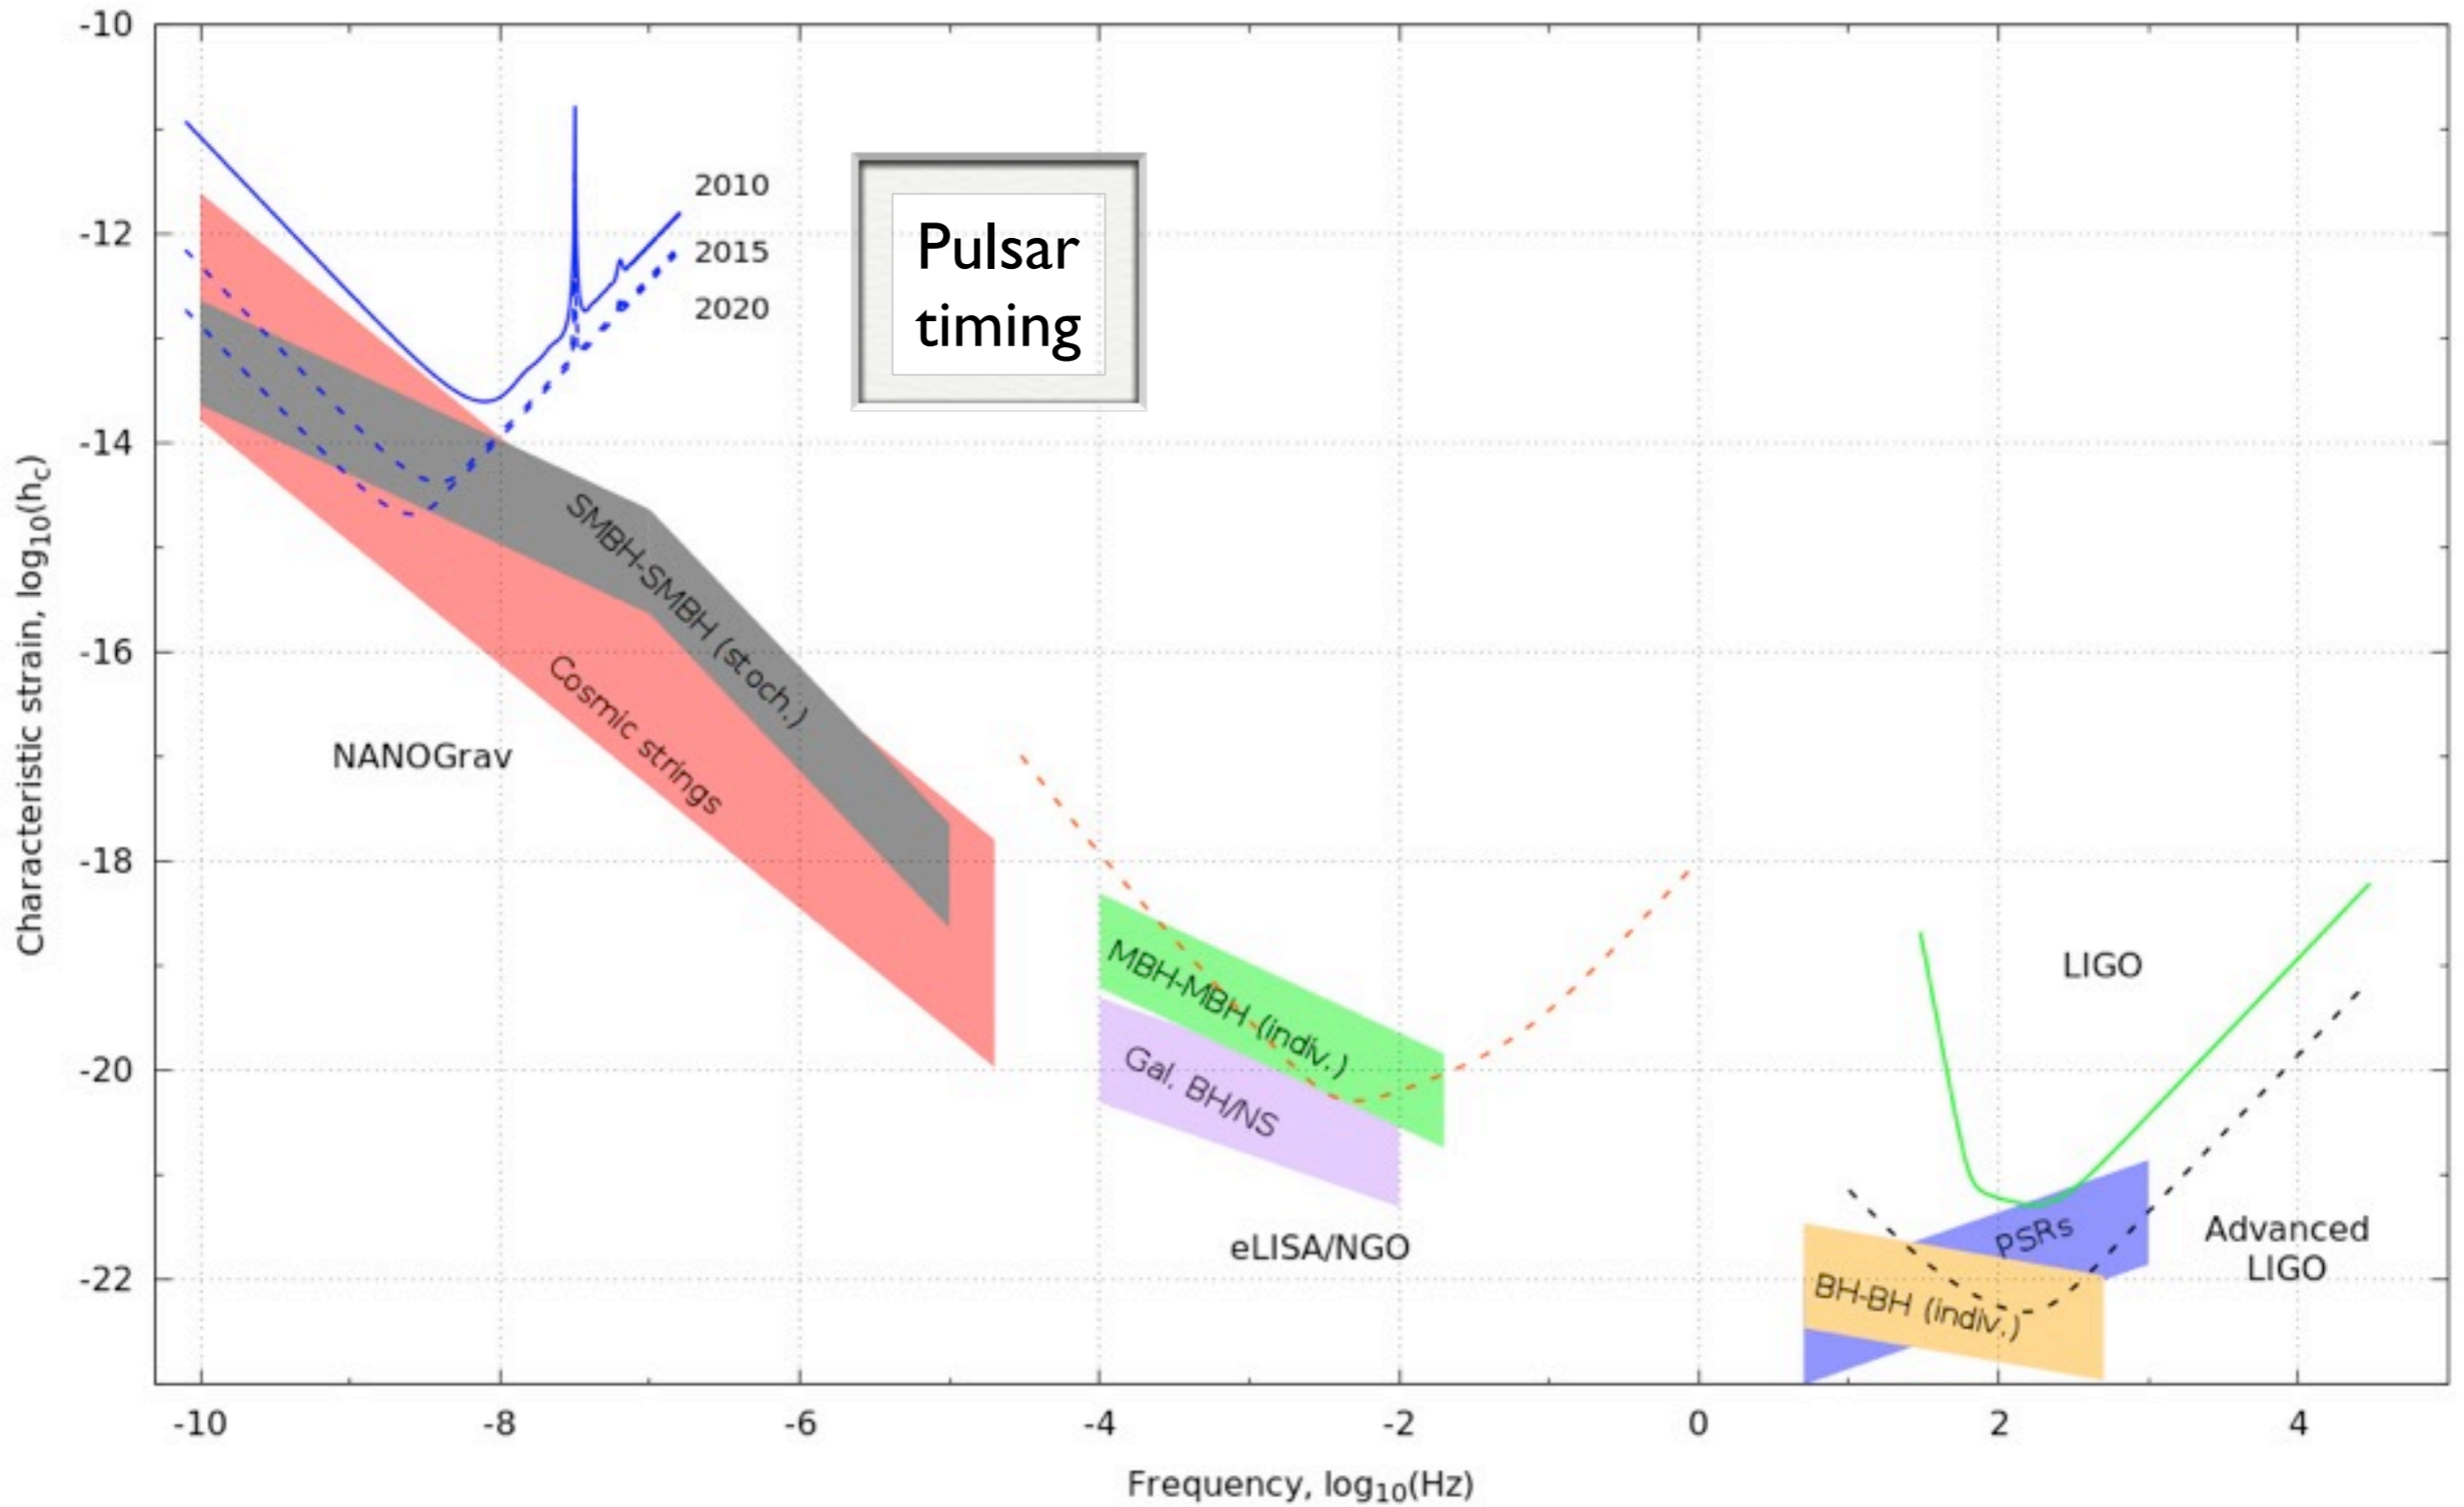 -10
-12
-14
-16
-18
-20
-22
Characteristic strain, log10(hc)
2010
2015
2020
Pulsar
timing
SMBH-SMBH (stoch.)
Cosmic strings
NANOGrav
MBH-MBH (indiv.)
Gal. BH/NS
eLISA/NGO
LIGO
PSRs
BH-BH (indiv.)
Advanced
LIGO
-10 -8 -6 -4 -2 0 2 4
Frequency, log10(Hz)